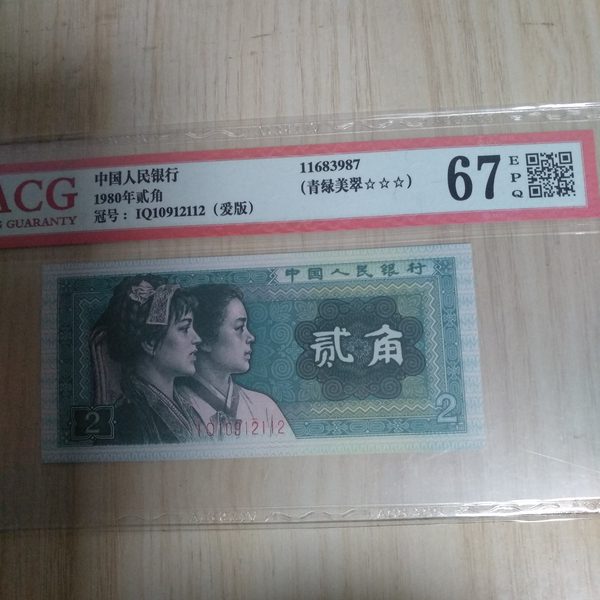 ACG
GUARANTY
中国人民银行
1980年贰角
冠号: IQ10912112 (爱版)
11683987
(青绿美翠☆☆☆)
67
E
P
Q
中国人民银行
贰角
2
2
IQ10912112